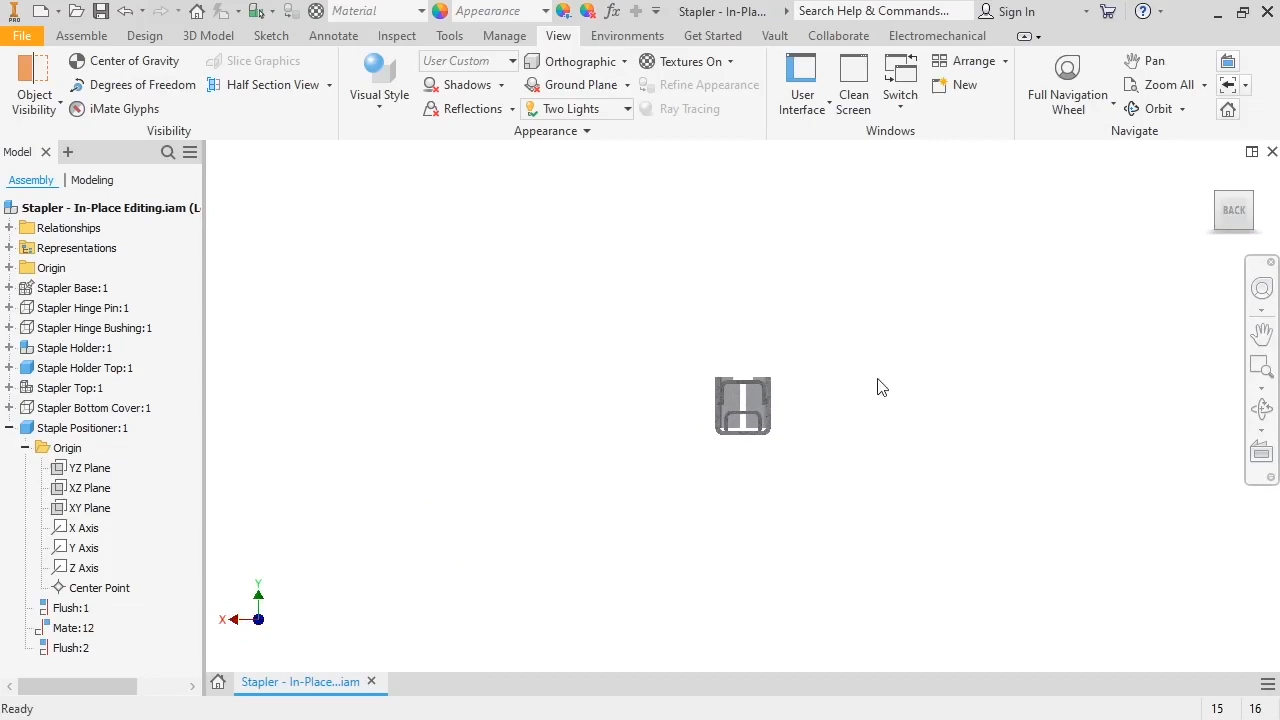 PRO
Material
Appearance
fx
Stapler - In-Pla...
Search Help & Commands...
Sign In
File
Assemble
Design
3D Model
Sketch
Annotate
Inspect
Tools
Manage
View
Environments
Get Started
Vault
Collaborate
Electromechanical
Object
Visibility
Center of Gravity
Degrees of Freedom
iMate Glyphs
Slice Graphics
Half Section View
Visibility
Visual Style
User Custom
Shadows
Reflections
Orthographic
Ground Plane
Two Lights
Textures On
Refine Appearance
Ray Tracing
Appearance
User
Interface
Clean
Screen
Switch
Arrange
New
Windows
Full Navigation
Wheel
Pan
Zoom All
Orbit
Navigate
Model
Assembly
Modeling
Stapler - In-Place Editing.iam (L
Relationships
Representations
Origin
Stapler Base:1
Stapler Hinge Pin:1
Stapler Hinge Bushing:1
Staple Holder:1
Staple Holder Top:1
Stapler Top:1
Stapler Bottom Cover:1
Staple Positioner:1
Origin
YZ Plane
XZ Plane
XY Plane
X Axis
Y Axis
Z Axis
Center Point
Flush:1
Mate:12
Flush:2
BACK
Y
X
Stapler - In-Place...iam
Ready
15
16